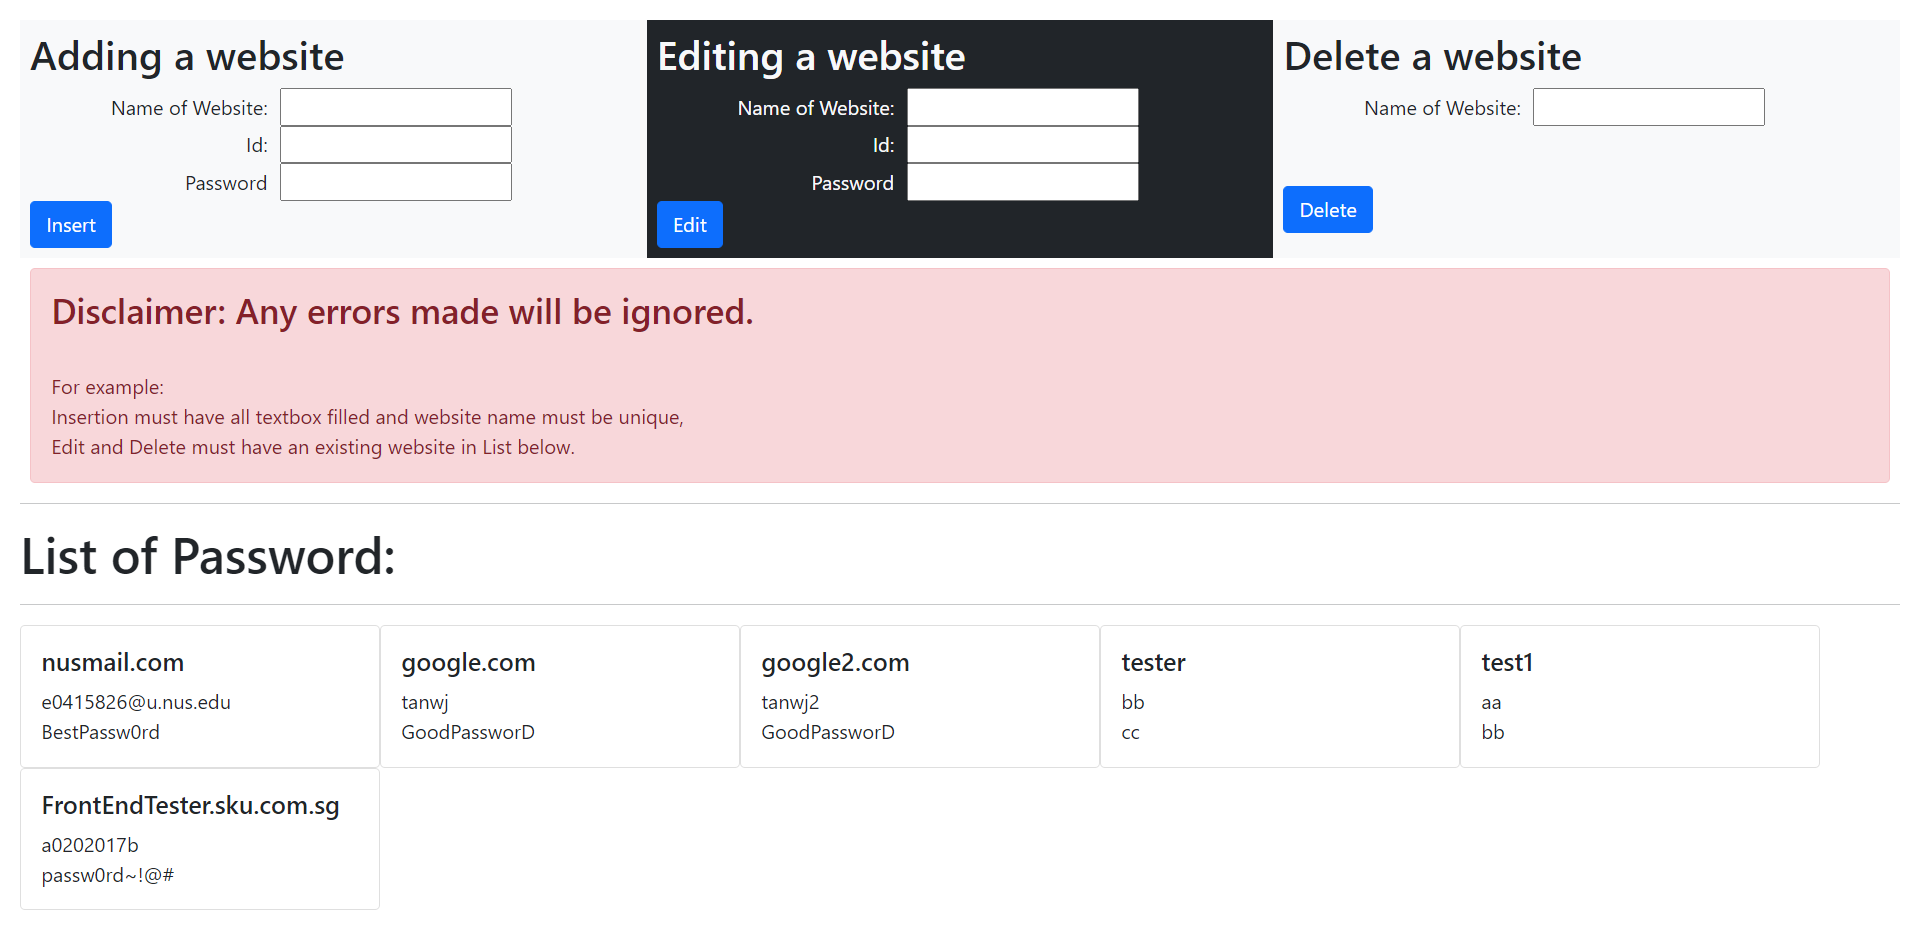 Adding a website
Name of Website:
Id:
Password
Insert
Editing a website
Name of Website:
Id:
Password
Edit
Delete a website
Name of Website:
Delete
Disclaimer: Any errors made will be ignored.
For example:
Insertion must have all textbox filled and website name must be unique,
Edit and Delete must have an existing website in List below.
List of Password:
nusmail.com
e0415826@u.nus.edu
BestPassw0rd
google.com
tanwj
GoodPassworD
google2.com
tanwj2
GoodPassworD
tester
bb
cc
test1
aa
bb
FrontEndTester.sku.com.sg
a0202017b
passw0rd~!@#